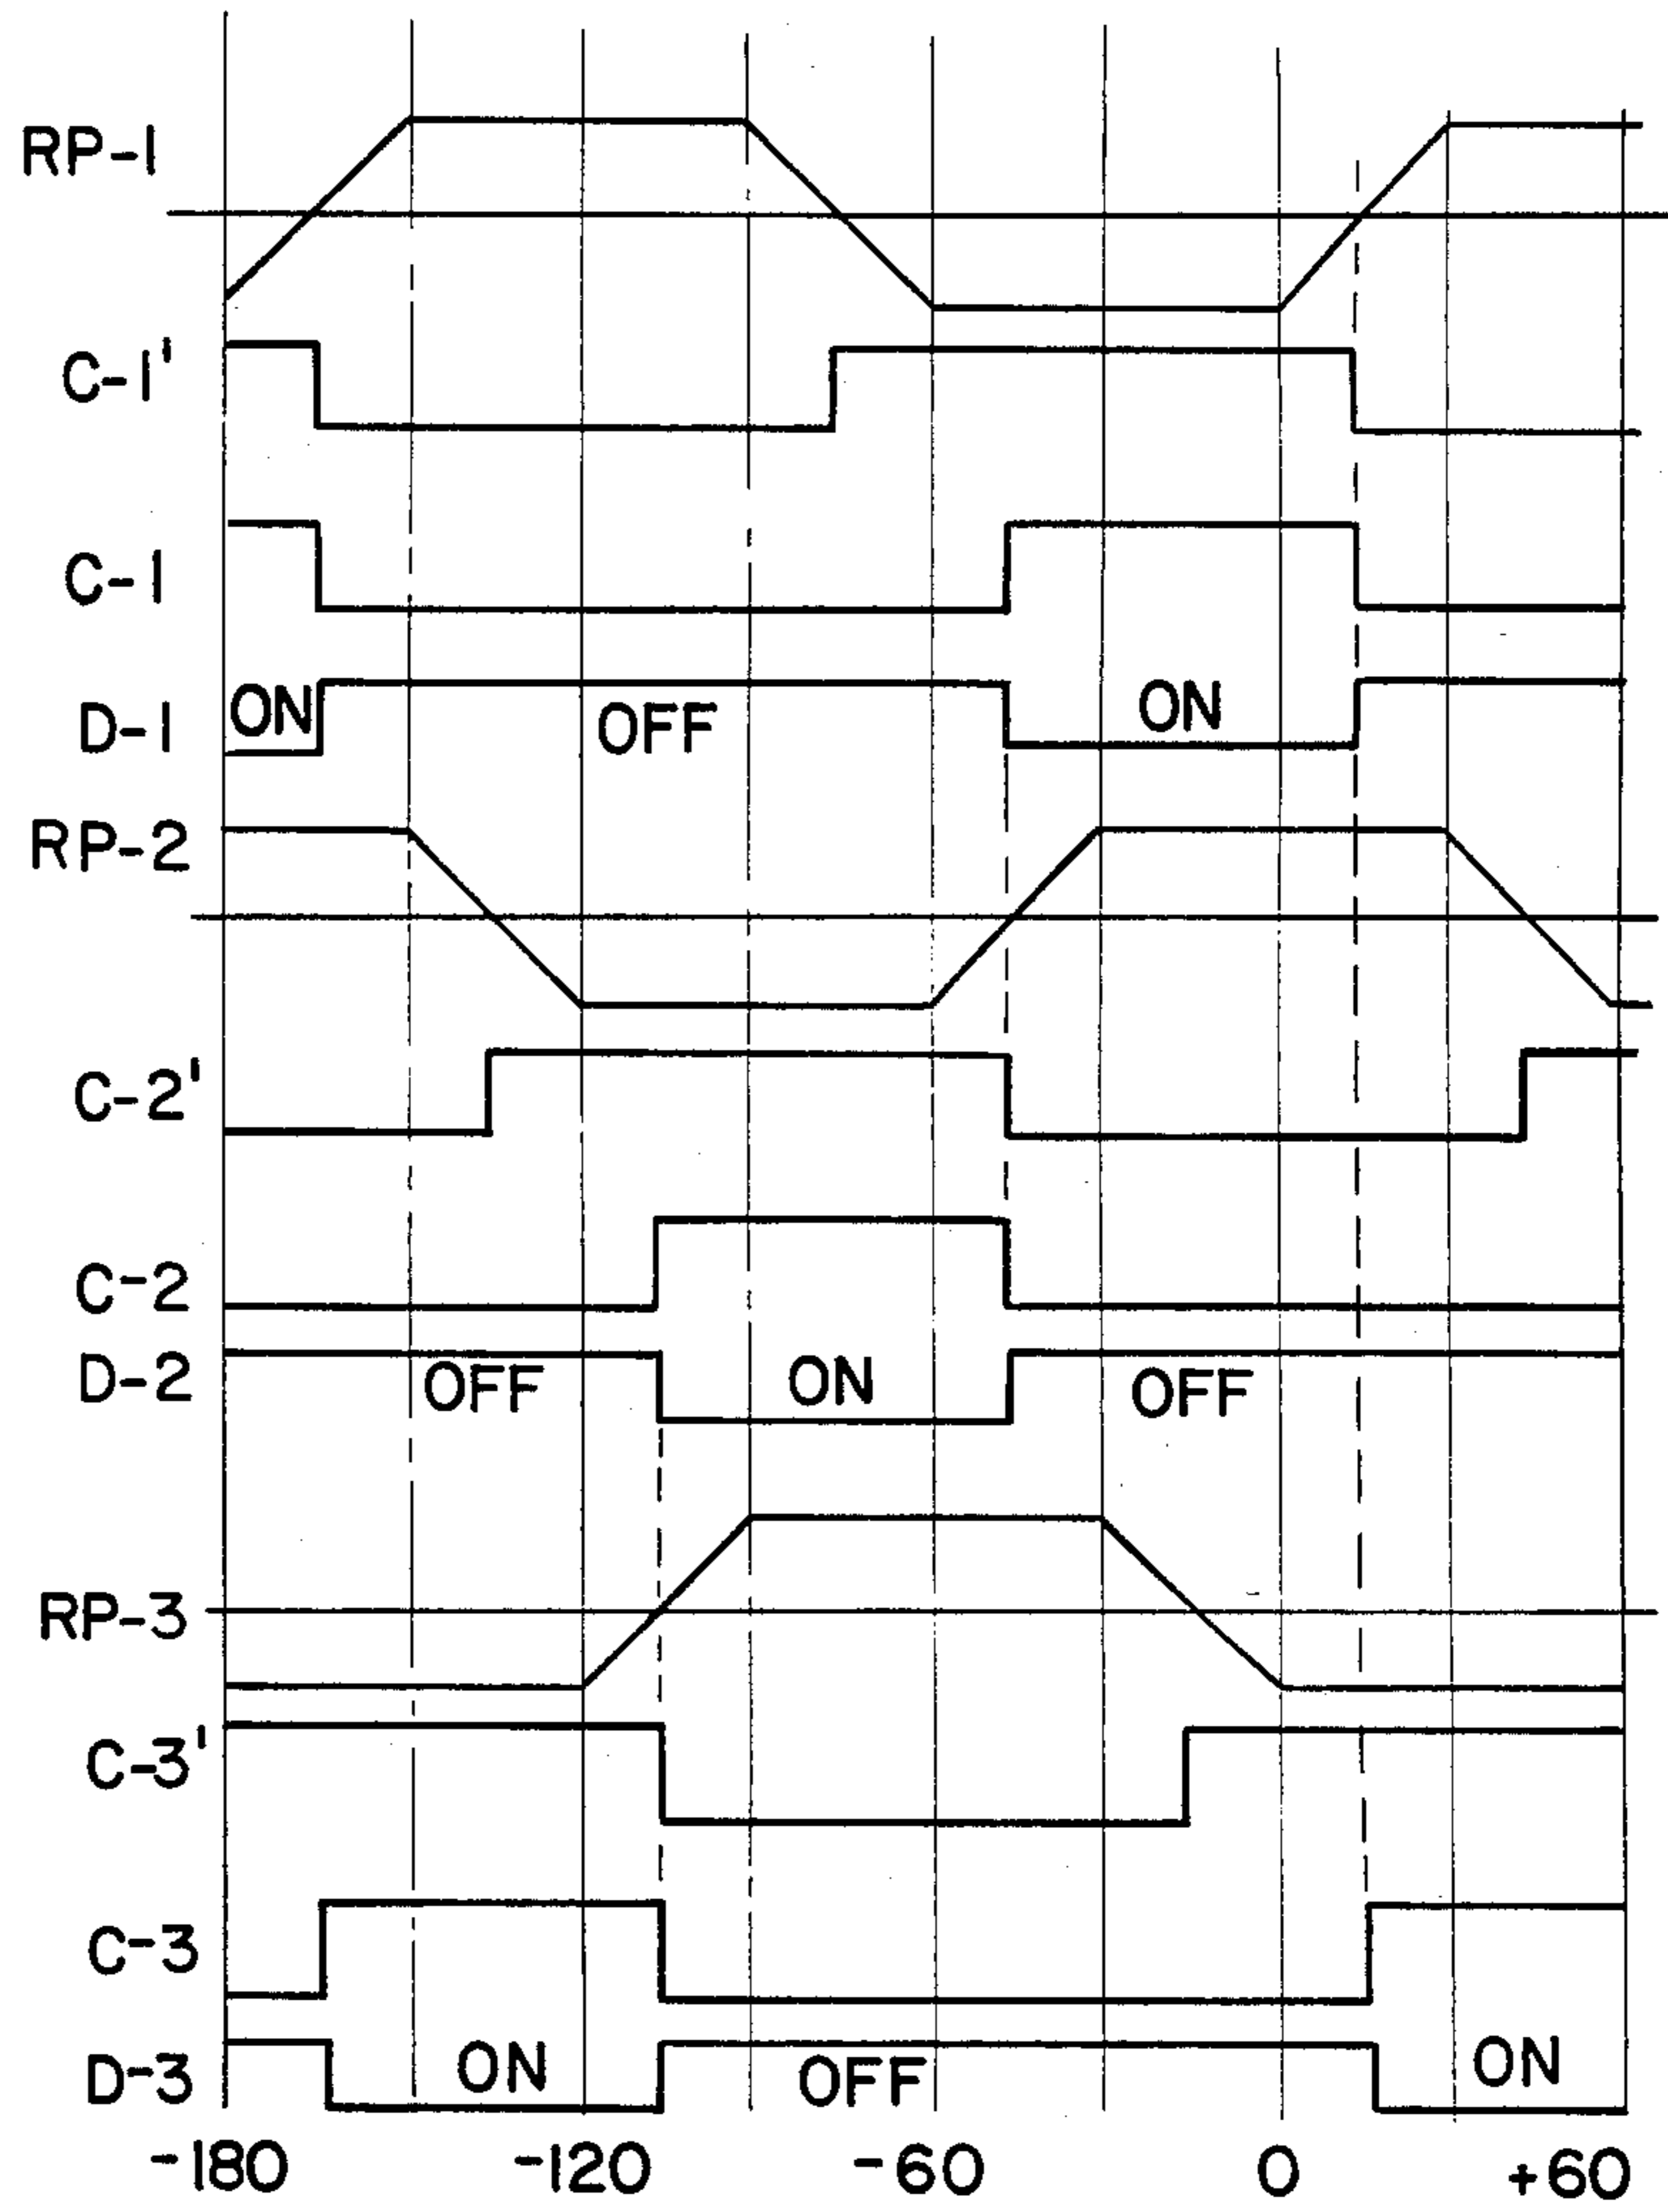 RP-1
C-1'
C-1
D-1 ON OFF ON
RP-2
C-2'
C-2
D-2 OFF ON OFF
RP-3
C-3'
C-3
D-3 ON OFF ON
-180 -120 -60 0 +60